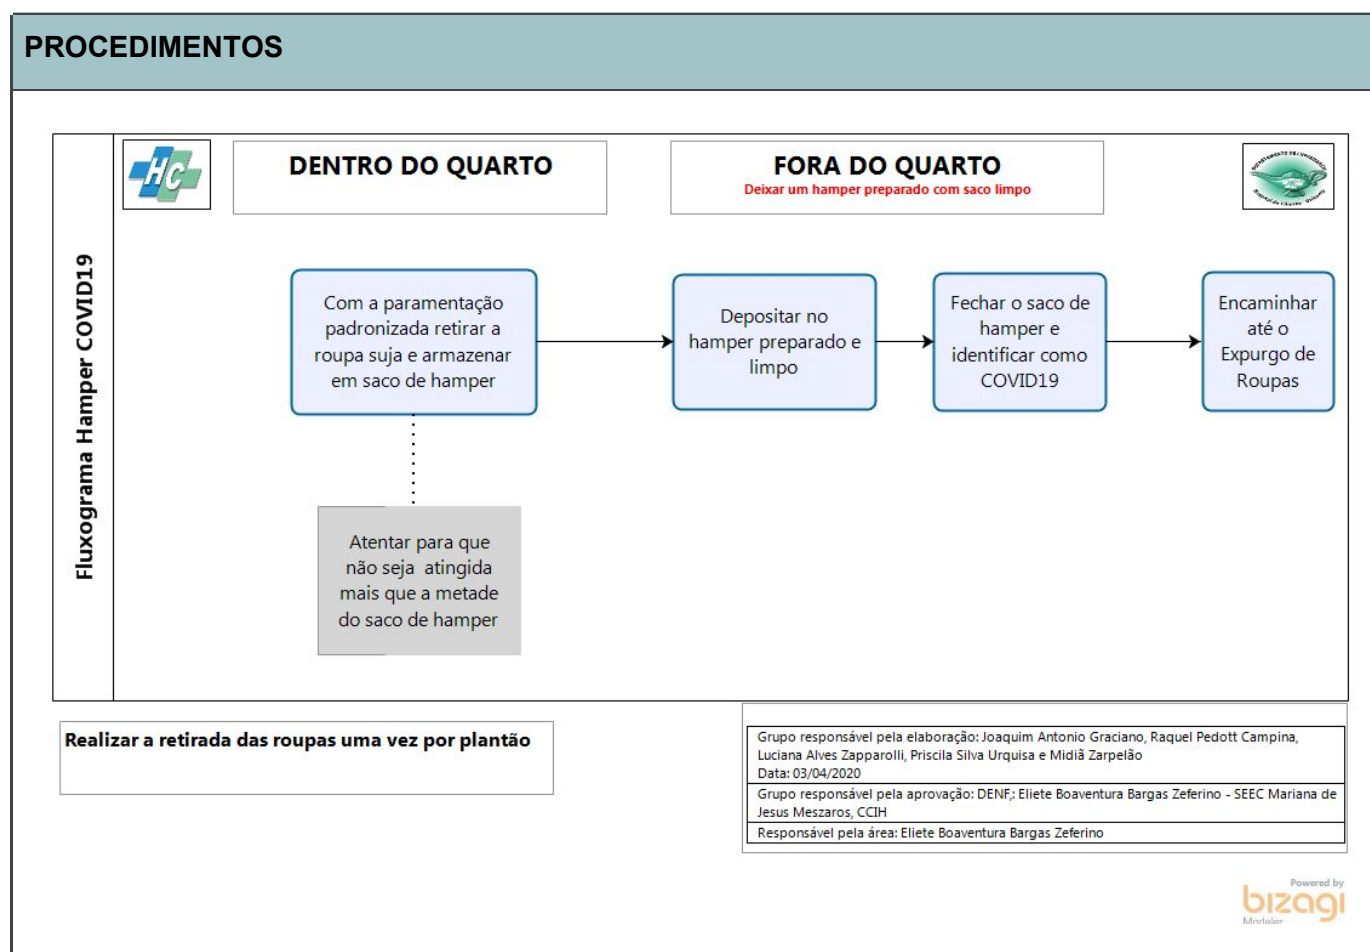 PROCEDIMENTOS
HC
DENTRO DO QUARTO
FORA DO QUARTO
Deixar um hamper preparado com saco limpo
Fluxograma Hamper COVID19
Com a paramentação
padronizada retirar a
roupa suja e armazenar
em saco de hamper
Depositar no
hamper preparado e
limpo
Fechar o saco de
hamper e
identificar como
COVID19
Encaminhar
até o
Expurgo de
Roupas
Atentar para que
não seja  atingida
mais que a metade
do saco de hamper
Realizar a retirada das roupas uma vez por plantão
Grupo responsável pela elaboração: Joaquim Antonio Graciano, Raquel Pedott Campina,
Luciana Alves Zapparolli, Priscila Silva Urquisa e Midiã Zarpelão
Data: 03/04/2020
Grupo responsável pela aprovação: DENF,: Eliete Boaventura Bargas Zeferino - SEEC Mariana de
Jesus Meszaros, CCIH
Responsável pela área: Eliete Boaventura Bargas Zeferino
Powered by
bizagi
Modeler